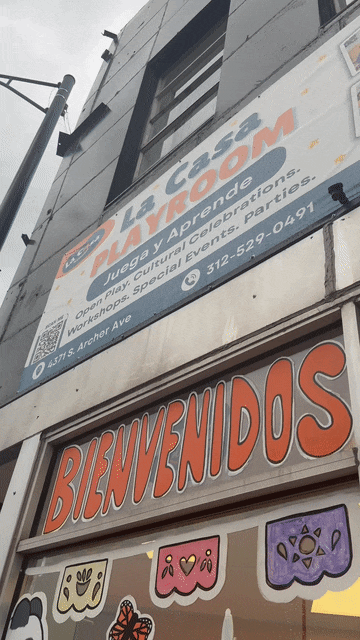 La Casa
PLAYROOM
Juega y Aprende
Open Play. Cultural Celebrations.
Workshops. Special Events. Parties.
4371 S. Archer Ave
312-529-0491
BIENVENIDOS